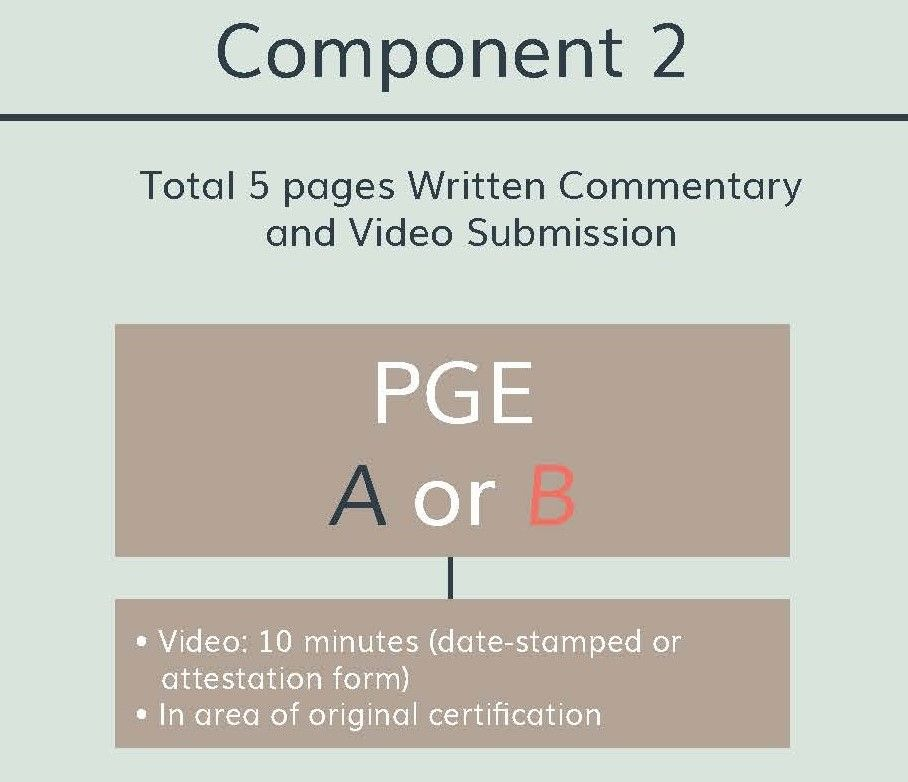 Component 2
Total 5 pages Written Commentary
and Video Submission
PGE
A or B
• Video: 10 minutes (date-stamped or
attestation form)
• In area of original certification